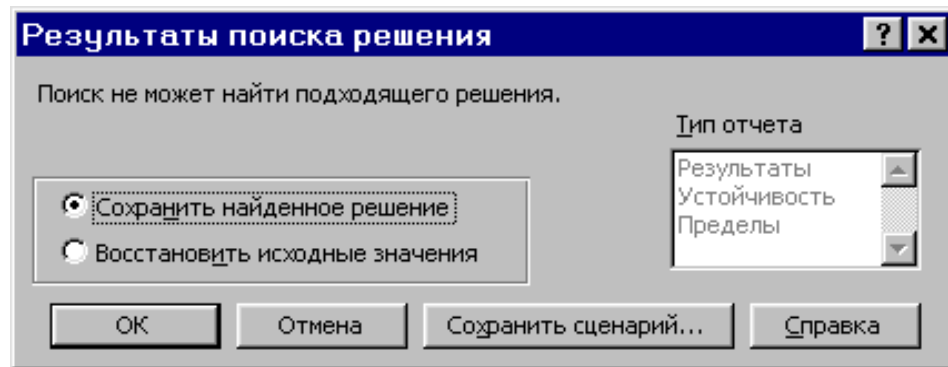 Результаты поиска решения
Поиск не может найти подходящего решения.
Тип отчета
Результаты
Устойчивость
Пределы
Сохранить найденное решение
Восстановить исходные значения
ОК Отмена Сохранить сценарий... Справка